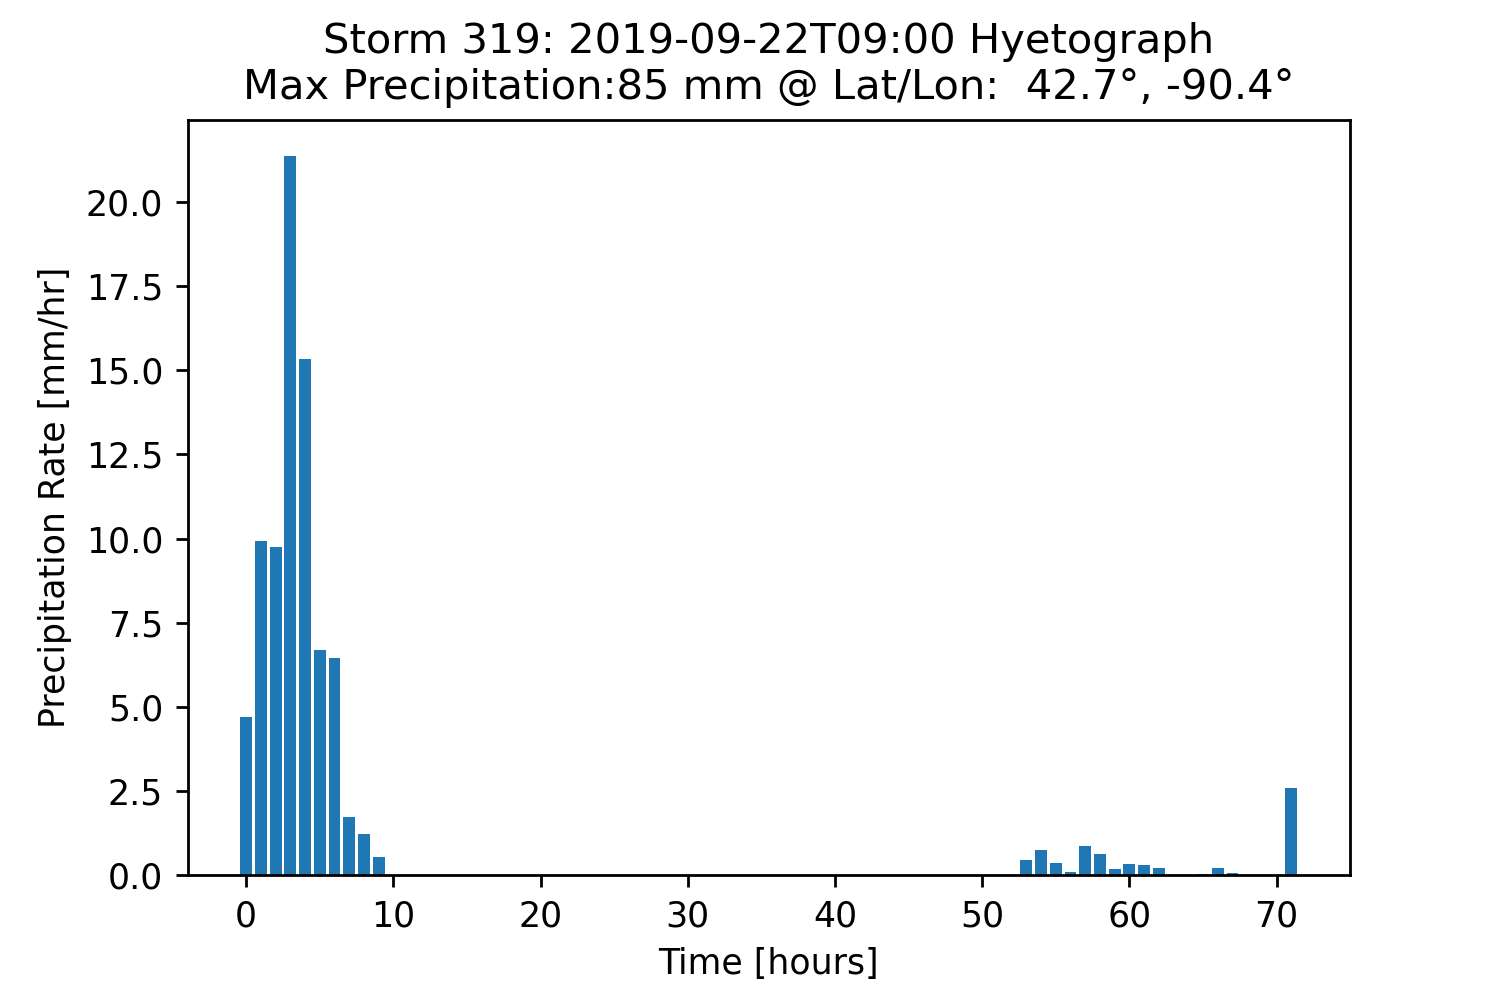 Storm 319: 2019-09-22T09:00 Hyetograph
Max Precipitation:85 mm @ Lat/Lon:  42.7°, -90.4°
Precipitation Rate [mm/hr]
20.0
17.5
15.0
12.5
10.0
7.5
5.0
2.5
0.0
0 10 20 30 40 50 60 70
Time [hours]